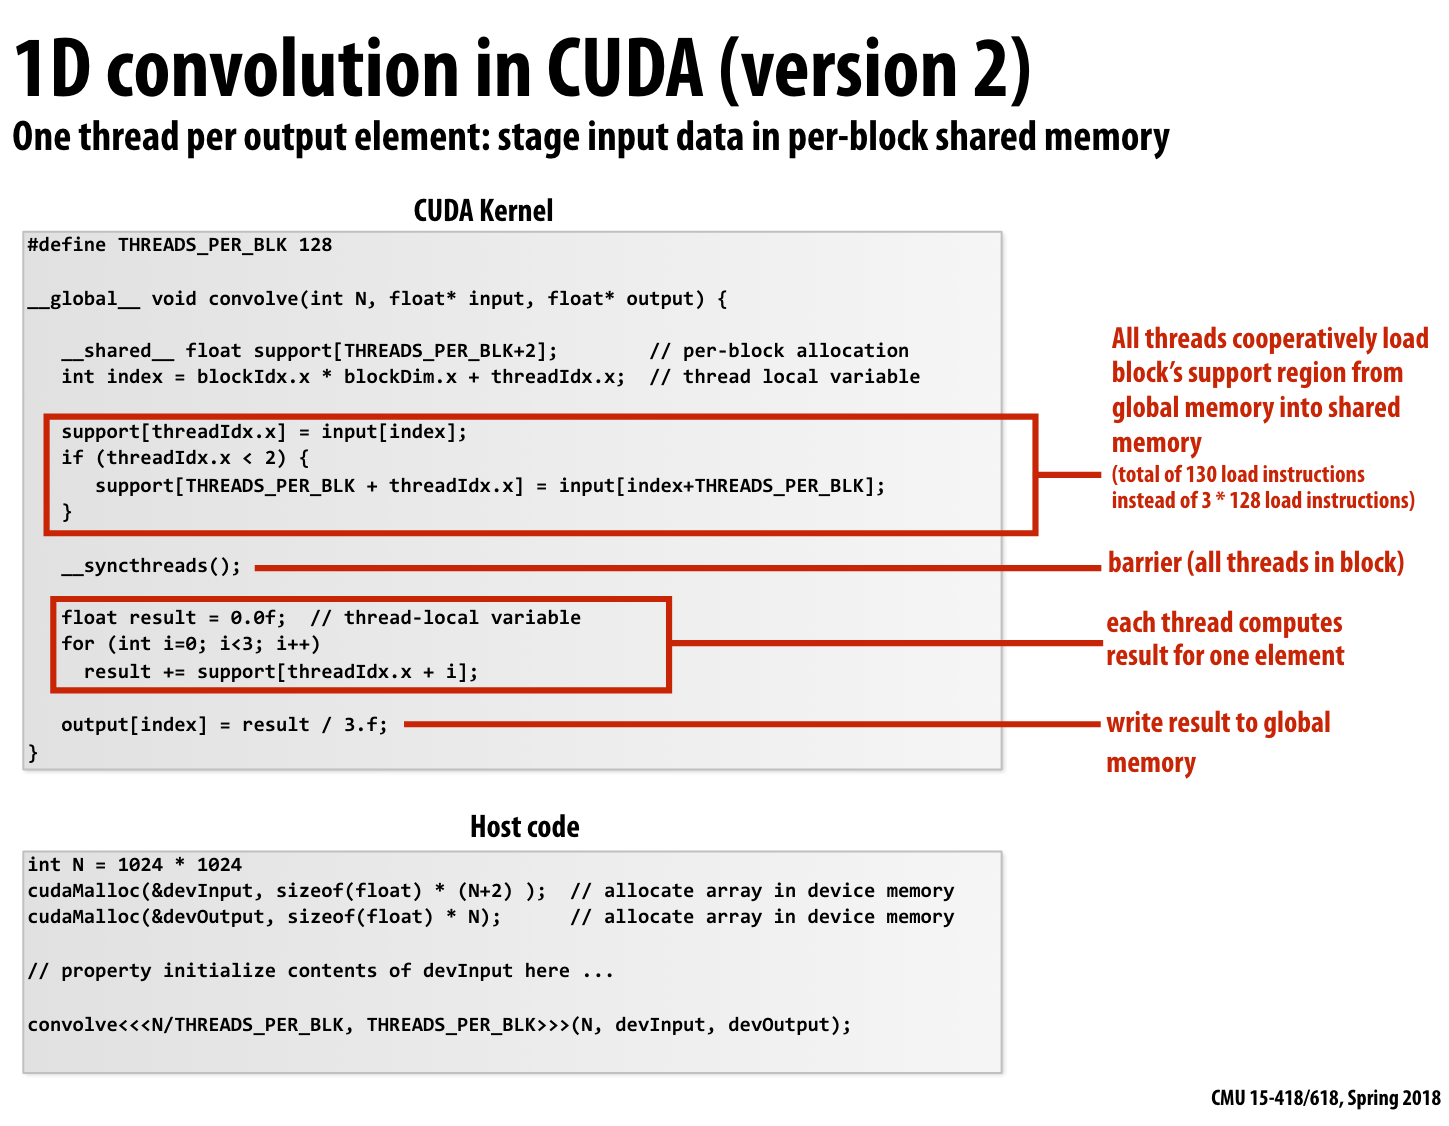 1D convolution in CUDA (version 2)
One thread per output element: stage input data in per-block shared memory
CUDA Kernel
#define THREADS_PER_BLK 128
__global__ void convolve(int N, float* input, float* output) {
   __shared__ float support[THREADS_PER_BLK+2];        // per-block allocation
   int index = blockIdx.x * blockDim.x + threadIdx.x;  // thread local variable
   support[threadIdx.x] = input[index];
   if (threadIdx.x < 2) {
      support[THREADS_PER_BLK + threadIdx.x] = input[index+THREADS_PER_BLK];
   }
   __syncthreads();
   float result = 0.0f;  // thread-local variable
   for (int i=0; i<3; i++)
     result += support[threadIdx.x + i];
   output[index] = result / 3.f;
}
All threads cooperatively load
block's support region from
global memory into shared
memory
(total of 130 load instructions
instead of 3 * 128 load instructions)
barrier (all threads in block)
each thread computes
result for one element
write result to global
memory
Host code
int N = 1024 * 1024
cudaMalloc(&devInput, sizeof(float) * (N+2) );  // allocate array in device memory
cudaMalloc(&devOutput, sizeof(float) * N);      // allocate array in device memory
// property initialize contents of devInput here ...
convolve<<<N/THREADS_PER_BLK, THREADS_PER_BLK>>>(N, devInput, devOutput);
CMU 15-418/618, Spring 2018